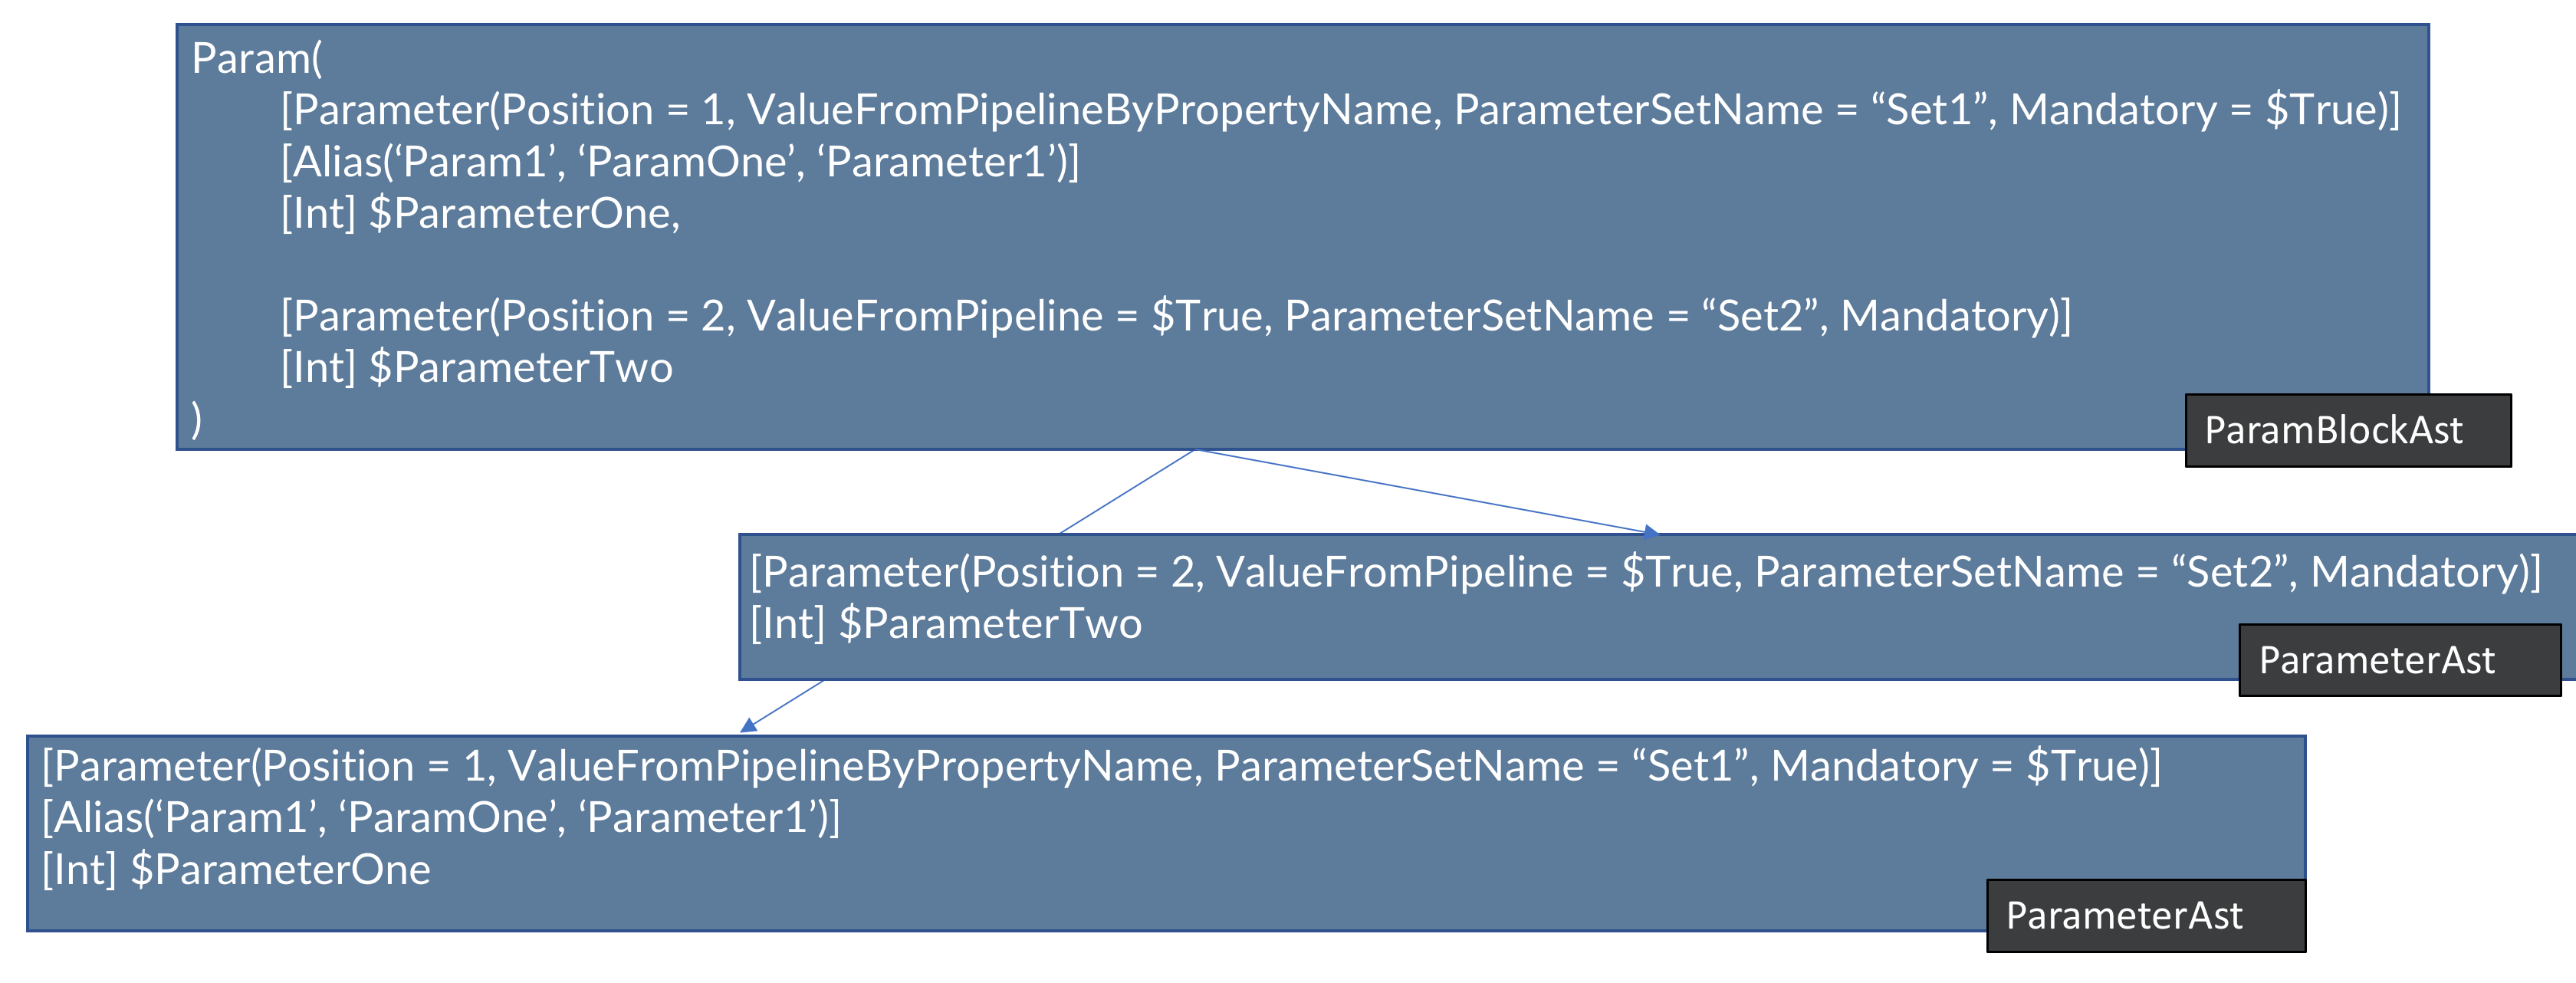 Param(
[Parameter(Position = 1, ValueFromPipelineByPropertyName, ParameterSetName = “Set1”, Mandatory = $True)]
[Alias(‘Param1’, ‘ParamOne’, ‘Parameter1’)]
[Int] $ParameterOne,
[Parameter(Position = 2, ValueFromPipeline = $True, ParameterSetName = “Set2”, Mandatory)]
[Int] $ParameterTwo
)
ParamBlockAst
[Parameter(Position = 2, ValueFromPipeline = $True, ParameterSetName = “Set2”, Mandatory)]
[Int] $ParameterTwo
ParameterAst
[Parameter(Position = 1, ValueFromPipelineByPropertyName, ParameterSetName = “Set1”, Mandatory = $True)]
[Alias(‘Param1’, ‘ParamOne’, ‘Parameter1’)]
[Int] $ParameterOne
ParameterAst